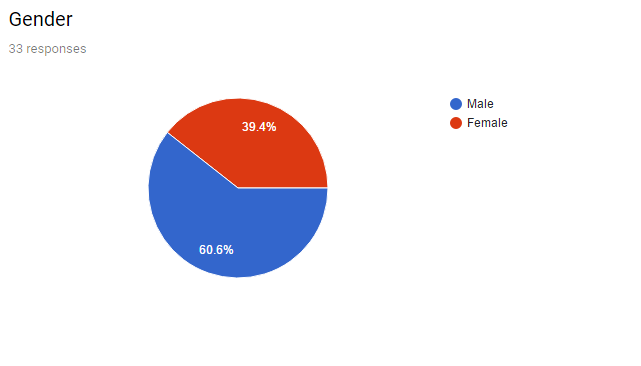 Gender
33 responses
Male
Female
39.4%
60.6%